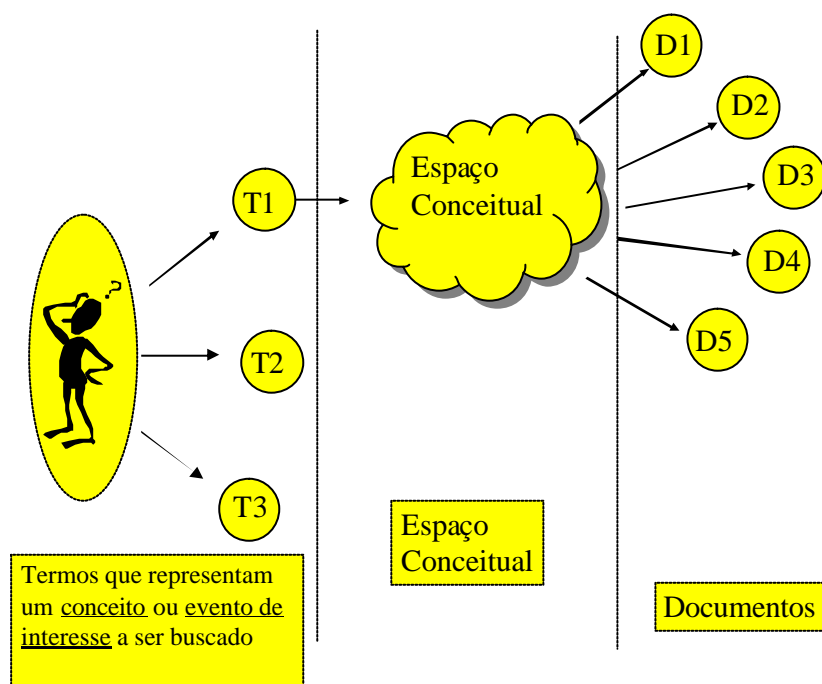 D1
D2
Espaço
Conceitual
D3
T1
D4
?
T2
D5
T3
Espaço
Conceitual
Termos que representam
um conceito ou evento de
interesse a ser buscado
Documentos